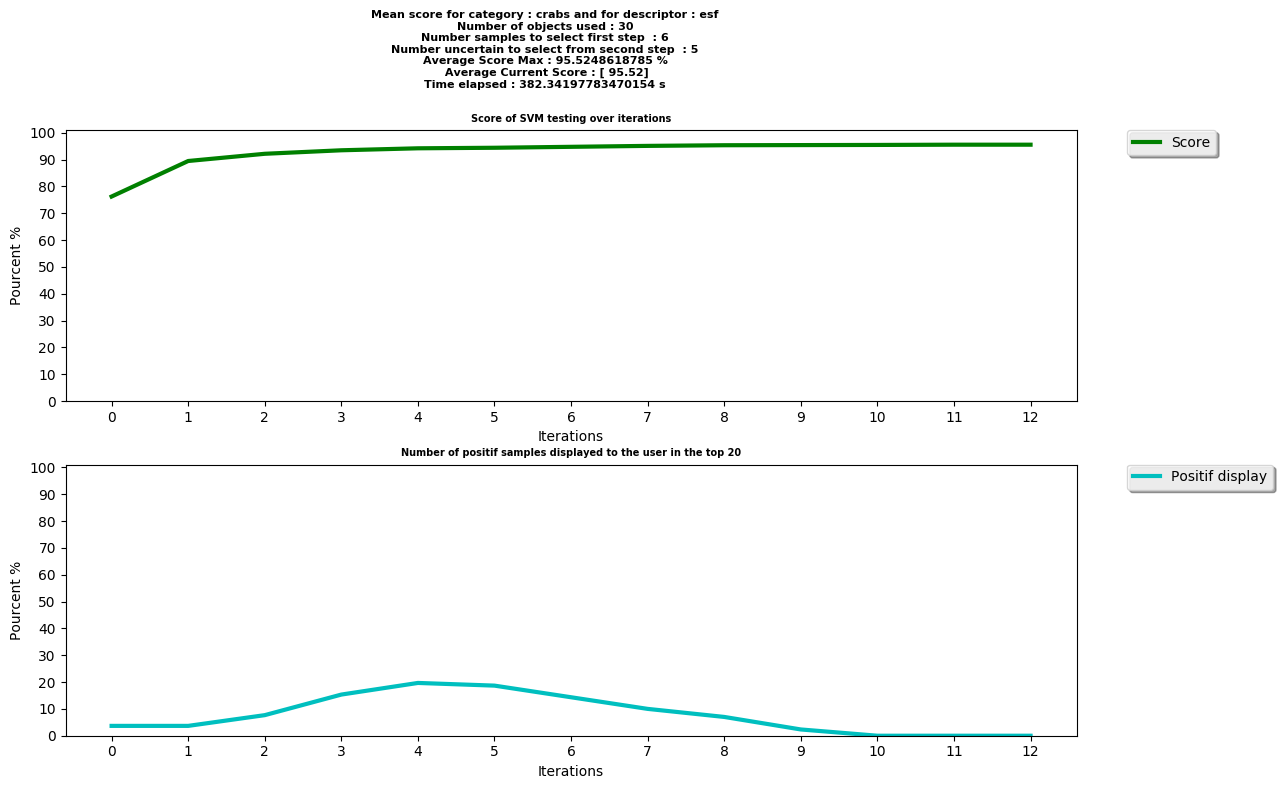 Mean score for category : crabs and for descriptor : esf
Number of objects used : 30
Number samples to select first step  : 6
Number uncertain to select from second step  : 5
Average Score Max : 95.5248618785 %
Average Current Score : [ 95.52]
Time elapsed : 382.34197783470154 s
Score of SVM testing over iterations
100
90
80
70
60
50
40
30
20
10
0
Pourcent %
0 1 2 3 4 5 6 7 8 9 10 11 12
Iterations
Score
Number of positif samples displayed to the user in the top 20
100
90
80
70
60
50
40
30
20
10
0
Pourcent %
0 1 2 3 4 5 6 7 8 9 10 11 12
Iterations
Positif display